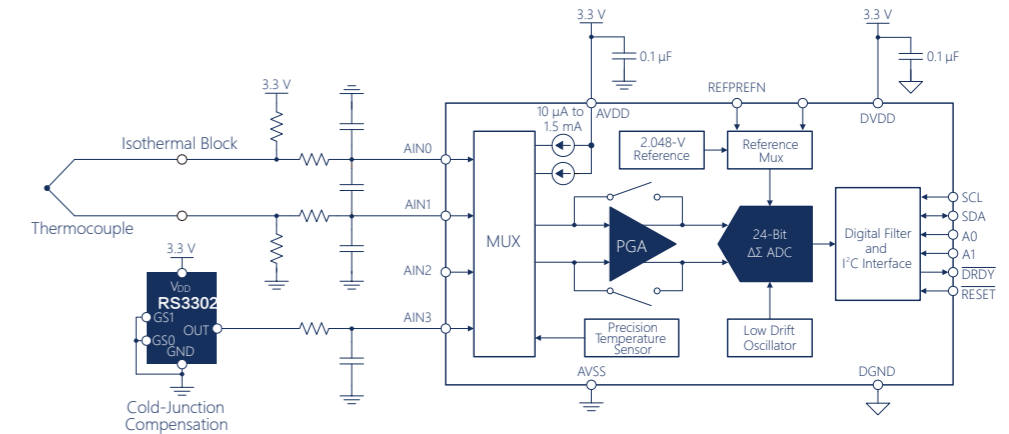 3.3 V
3.3 V
0.1 µF
0.1 µF
3.3 V
REFPREFN
10 µA to
1.5 mA
AVDD
DVDD
Isothermal Block
AIN0
2.048-V
Reference
Reference
Mux
SCL
AIN1
SDA
Thermocouple
MUX
PGA
24-Bit
ΔΣ ADC
Digital Filter
and
I²C Interface
A0
A1
3.3 V
AIN2
DRDY
VDD
RS3302
RESET
GS1
OUT
AIN3
GS0
GND
Precision
Temperature
Sensor
Low Drift
Oscillator
AVSS
DGND
Cold-Junction
Compensation